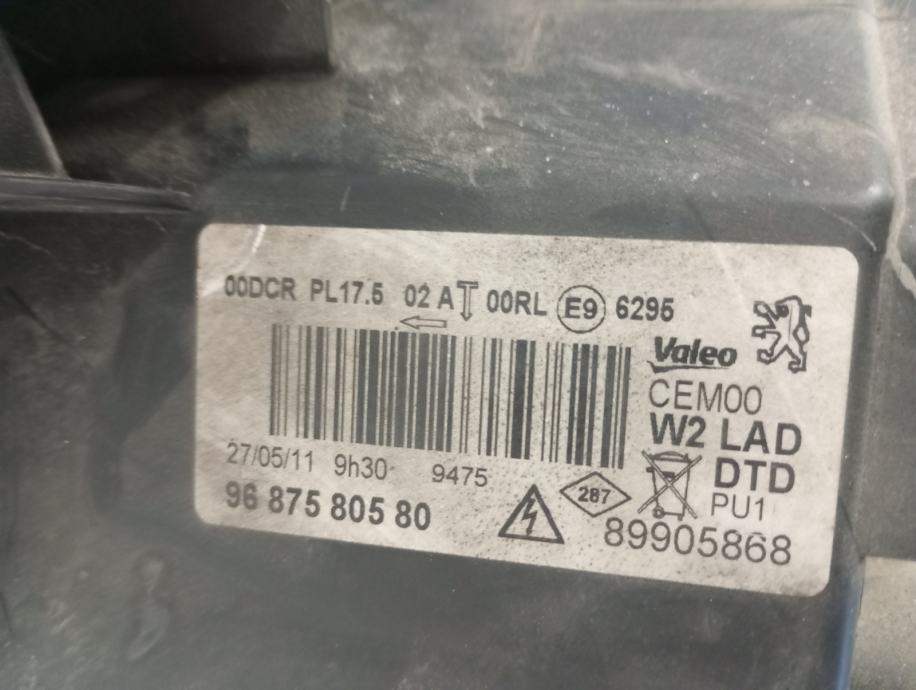 00DCR PL17.5 02 A 00RL E9 6295
Valeo
CEM00
W2 LAD
DTD
PU1
27/05/11 9h30 9475
96 875 805 80
287
89905868